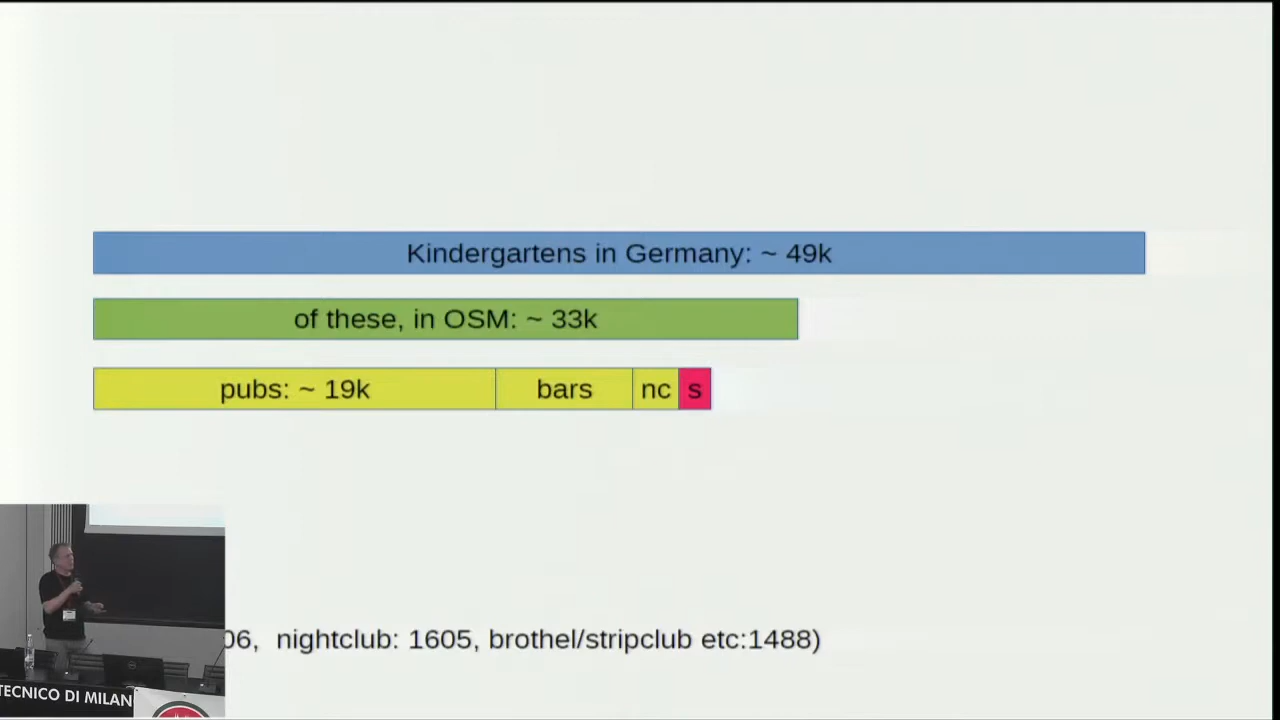 Kindergartens in Germany: ~ 49k
of these, in OSM: ~ 33k
pubs: ~ 19k bars nc s
06, nightclub: 1605, brothel/stripclub etc:1488)
TECNICO DI MILAN